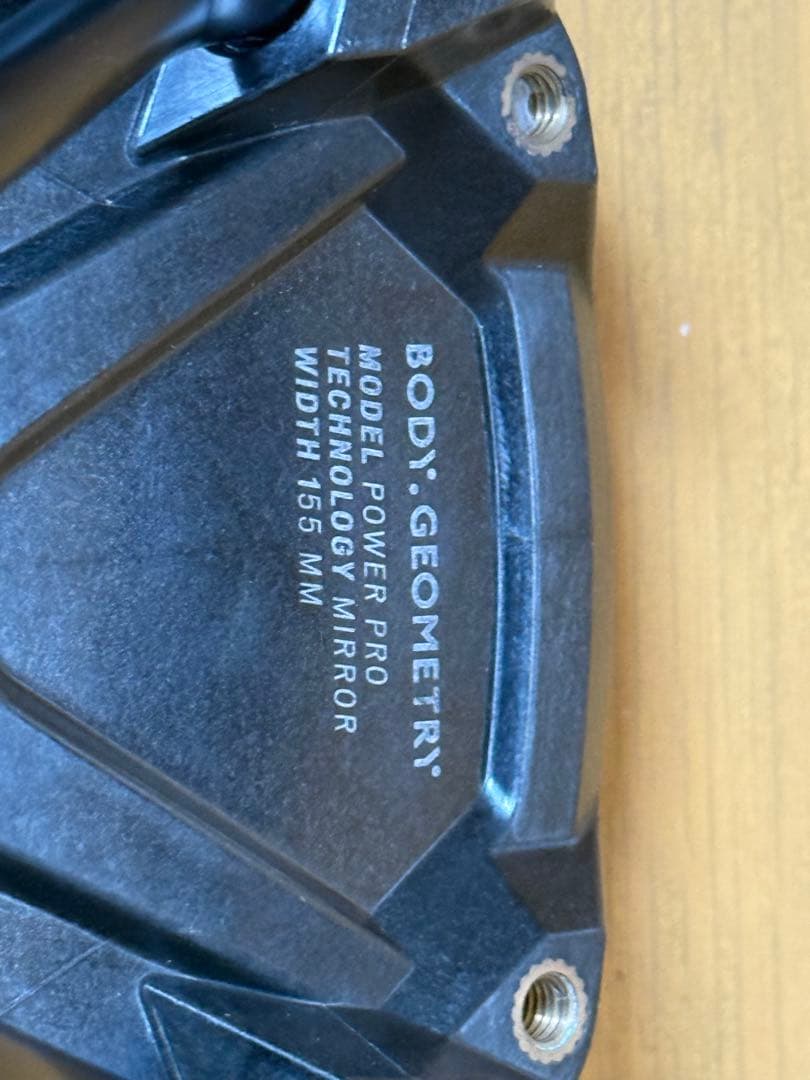 BODY.GEOMETRY
MODEL POWER PRO
TECHNOLOGY MIRROR
WIDTH 155 MM